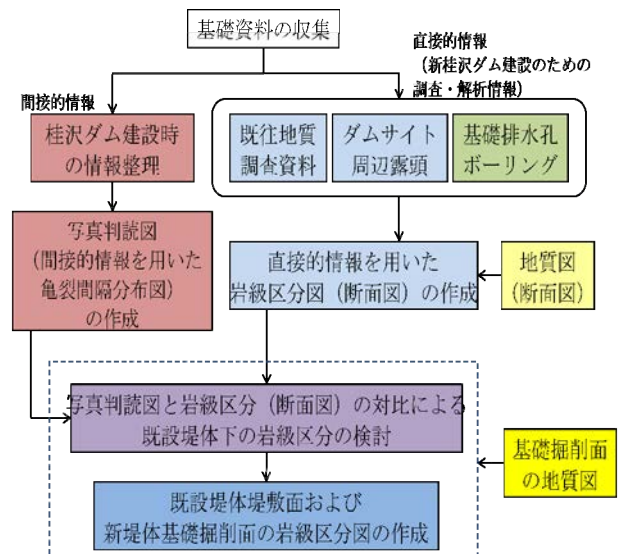 基礎資料の収集
直接的情報
（新桂沢ダム建設のための
調査・解析情報）
間接的情報
桂沢ダム建設時
の情報整理
既往地質
調査資料
ダムサイト
周辺露頭
基礎排水孔
ボーリング
写真判読図
(間接的情報を用いた
亀裂間隔分布図)
の作成
直接的情報を用いた
岩級区分図（断面図）の作成
地質図
(断面図)
写真判読図と岩級区分（断面図）の対比による
既設堤体下の岩級区分の検討
基礎掘削面
の地質図
既設堤体堤敷面および
新堤体基礎掘削面の岩級区分図の作成